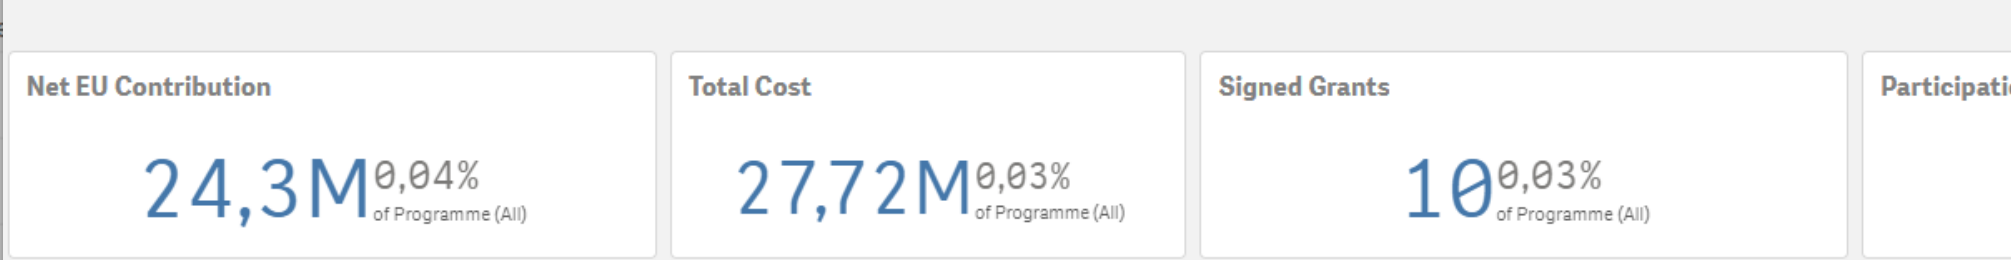 Net EU Contribution
24,3M 0,04%
of Programme (All)
Total Cost
27,72M 0,03%
of Programme (All)
Signed Grants
10 0,03%
of Programme (All)